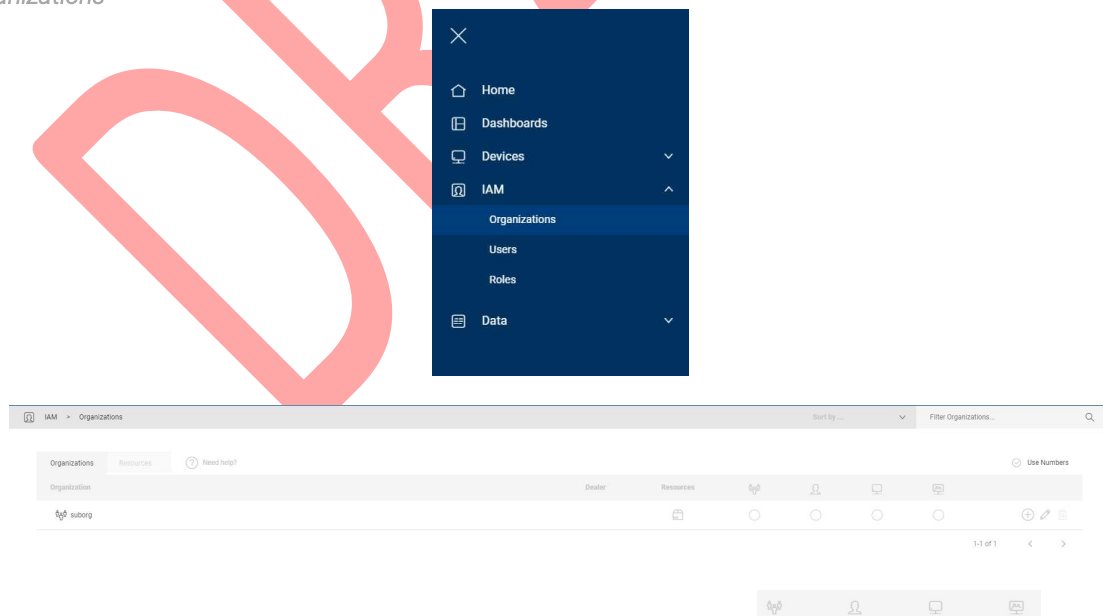 anizations
Home
Dashboards
Devices
IAM
Organizations
Users
Roles
Data
IAM > Organizations Sort by ... Filter Organizations...
Organizations Resources ? Need help? Use Numbers
Organization Dealer Resources
suborg
1-1 of 1 < >